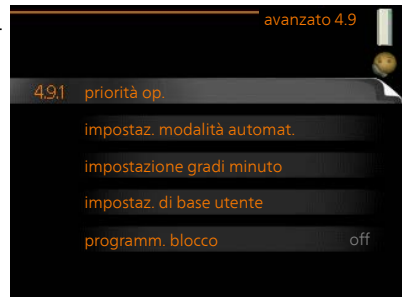 avanzato 4.9
4.9.1 priorità op.
impostaz. modalità automat.
impostazione gradi minuto
impostaz. di base utente
programm. blocco off